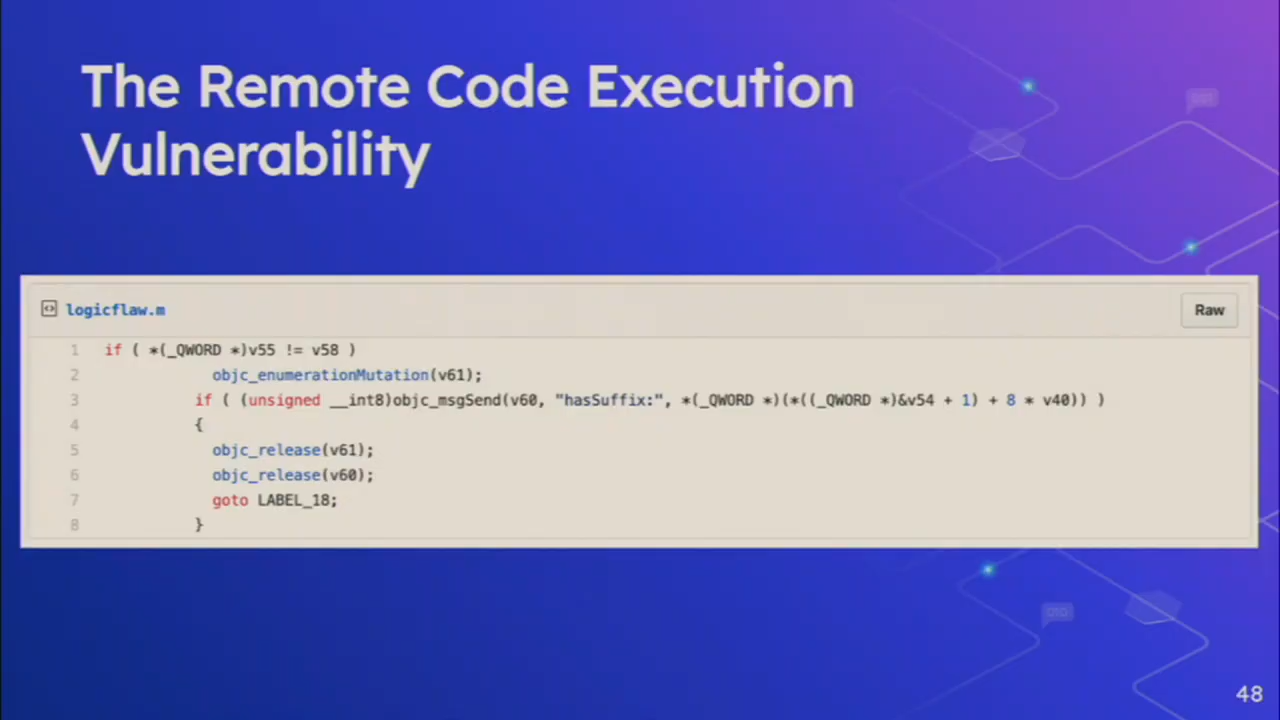 The Remote Code Execution
Vulnerability
logicflaw.m
Raw
1 if ( *(_QWORD *)v55 != v58 )
2 objc_enumerationMutation(v61);
3 if ( (unsigned __int8)objc_msgSend(v60, "hasSuffix:", *(_QWORD *)(*((_QWORD *)&v54 + 1) + 8 * v40)) )
4 {
5 objc_release(v61);
6 objc_release(v60);
7 goto LABEL_18;
8 }
48